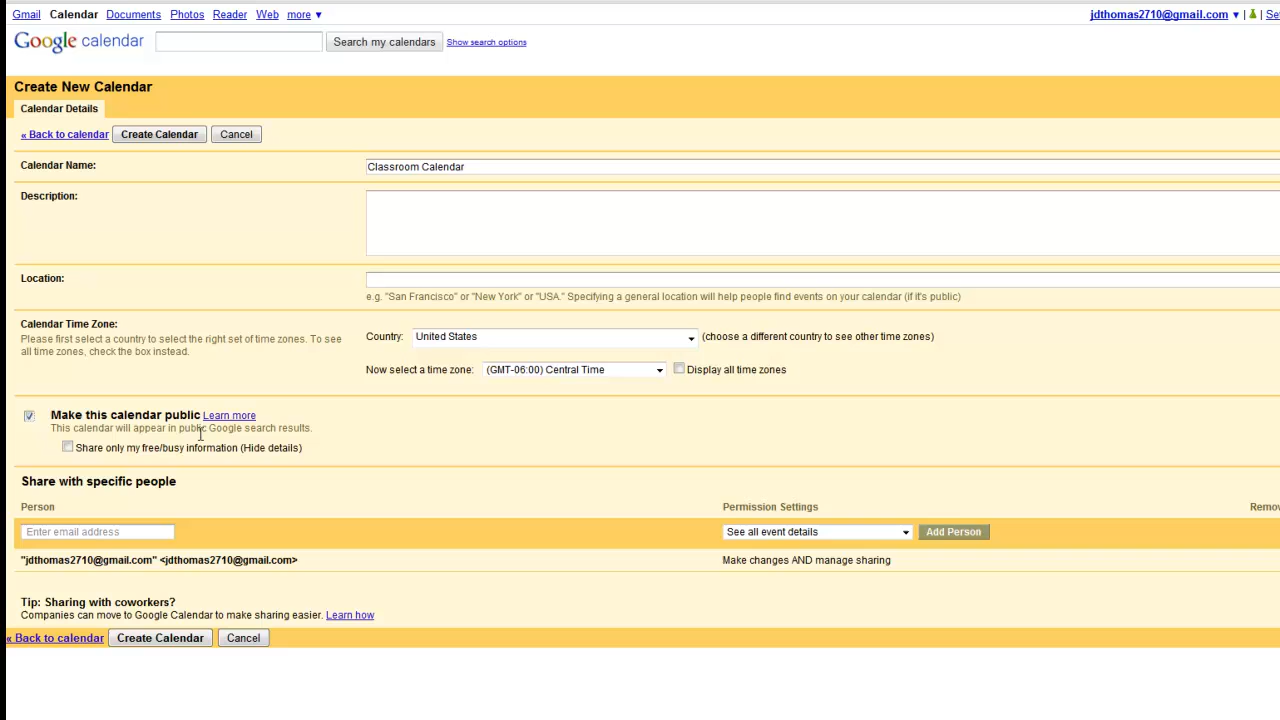 Gmail Calendar Documents Photos Reader Web more ▼ jdthomas2710@gmail.com ▼ |
Google calendar Search my calendars Show search options
Create New Calendar
Calendar Details
« Back to calendar Create Calendar Cancel
Calendar Name: Classroom Calendar
Description:
Location:
e.g. "San Francisco" or "New York" or "USA." Specifying a general location will help people find events on your calendar (if it's public)
Calendar Time Zone:
Please first select a country to select the right set of time zones. To see
all time zones, check the box instead.
Country: United States (choose a different country to see other time zones)
Now select a time zone: (GMT-06:00) Central Time Display all time zones
Make this calendar public Learn more
This calendar will appear in public Google search results.
Share only my free/busy information (Hide details)
Share with specific people
Person Permission Settings
Enter email address See all event details Add Person
"jdthomas2710@gmail.com" <jdthomas2710@gmail.com> Make changes AND manage sharing
Tip: Sharing with coworkers?
Companies can move to Google Calendar to make sharing easier. Learn how
« Back to calendar Create Calendar Cancel